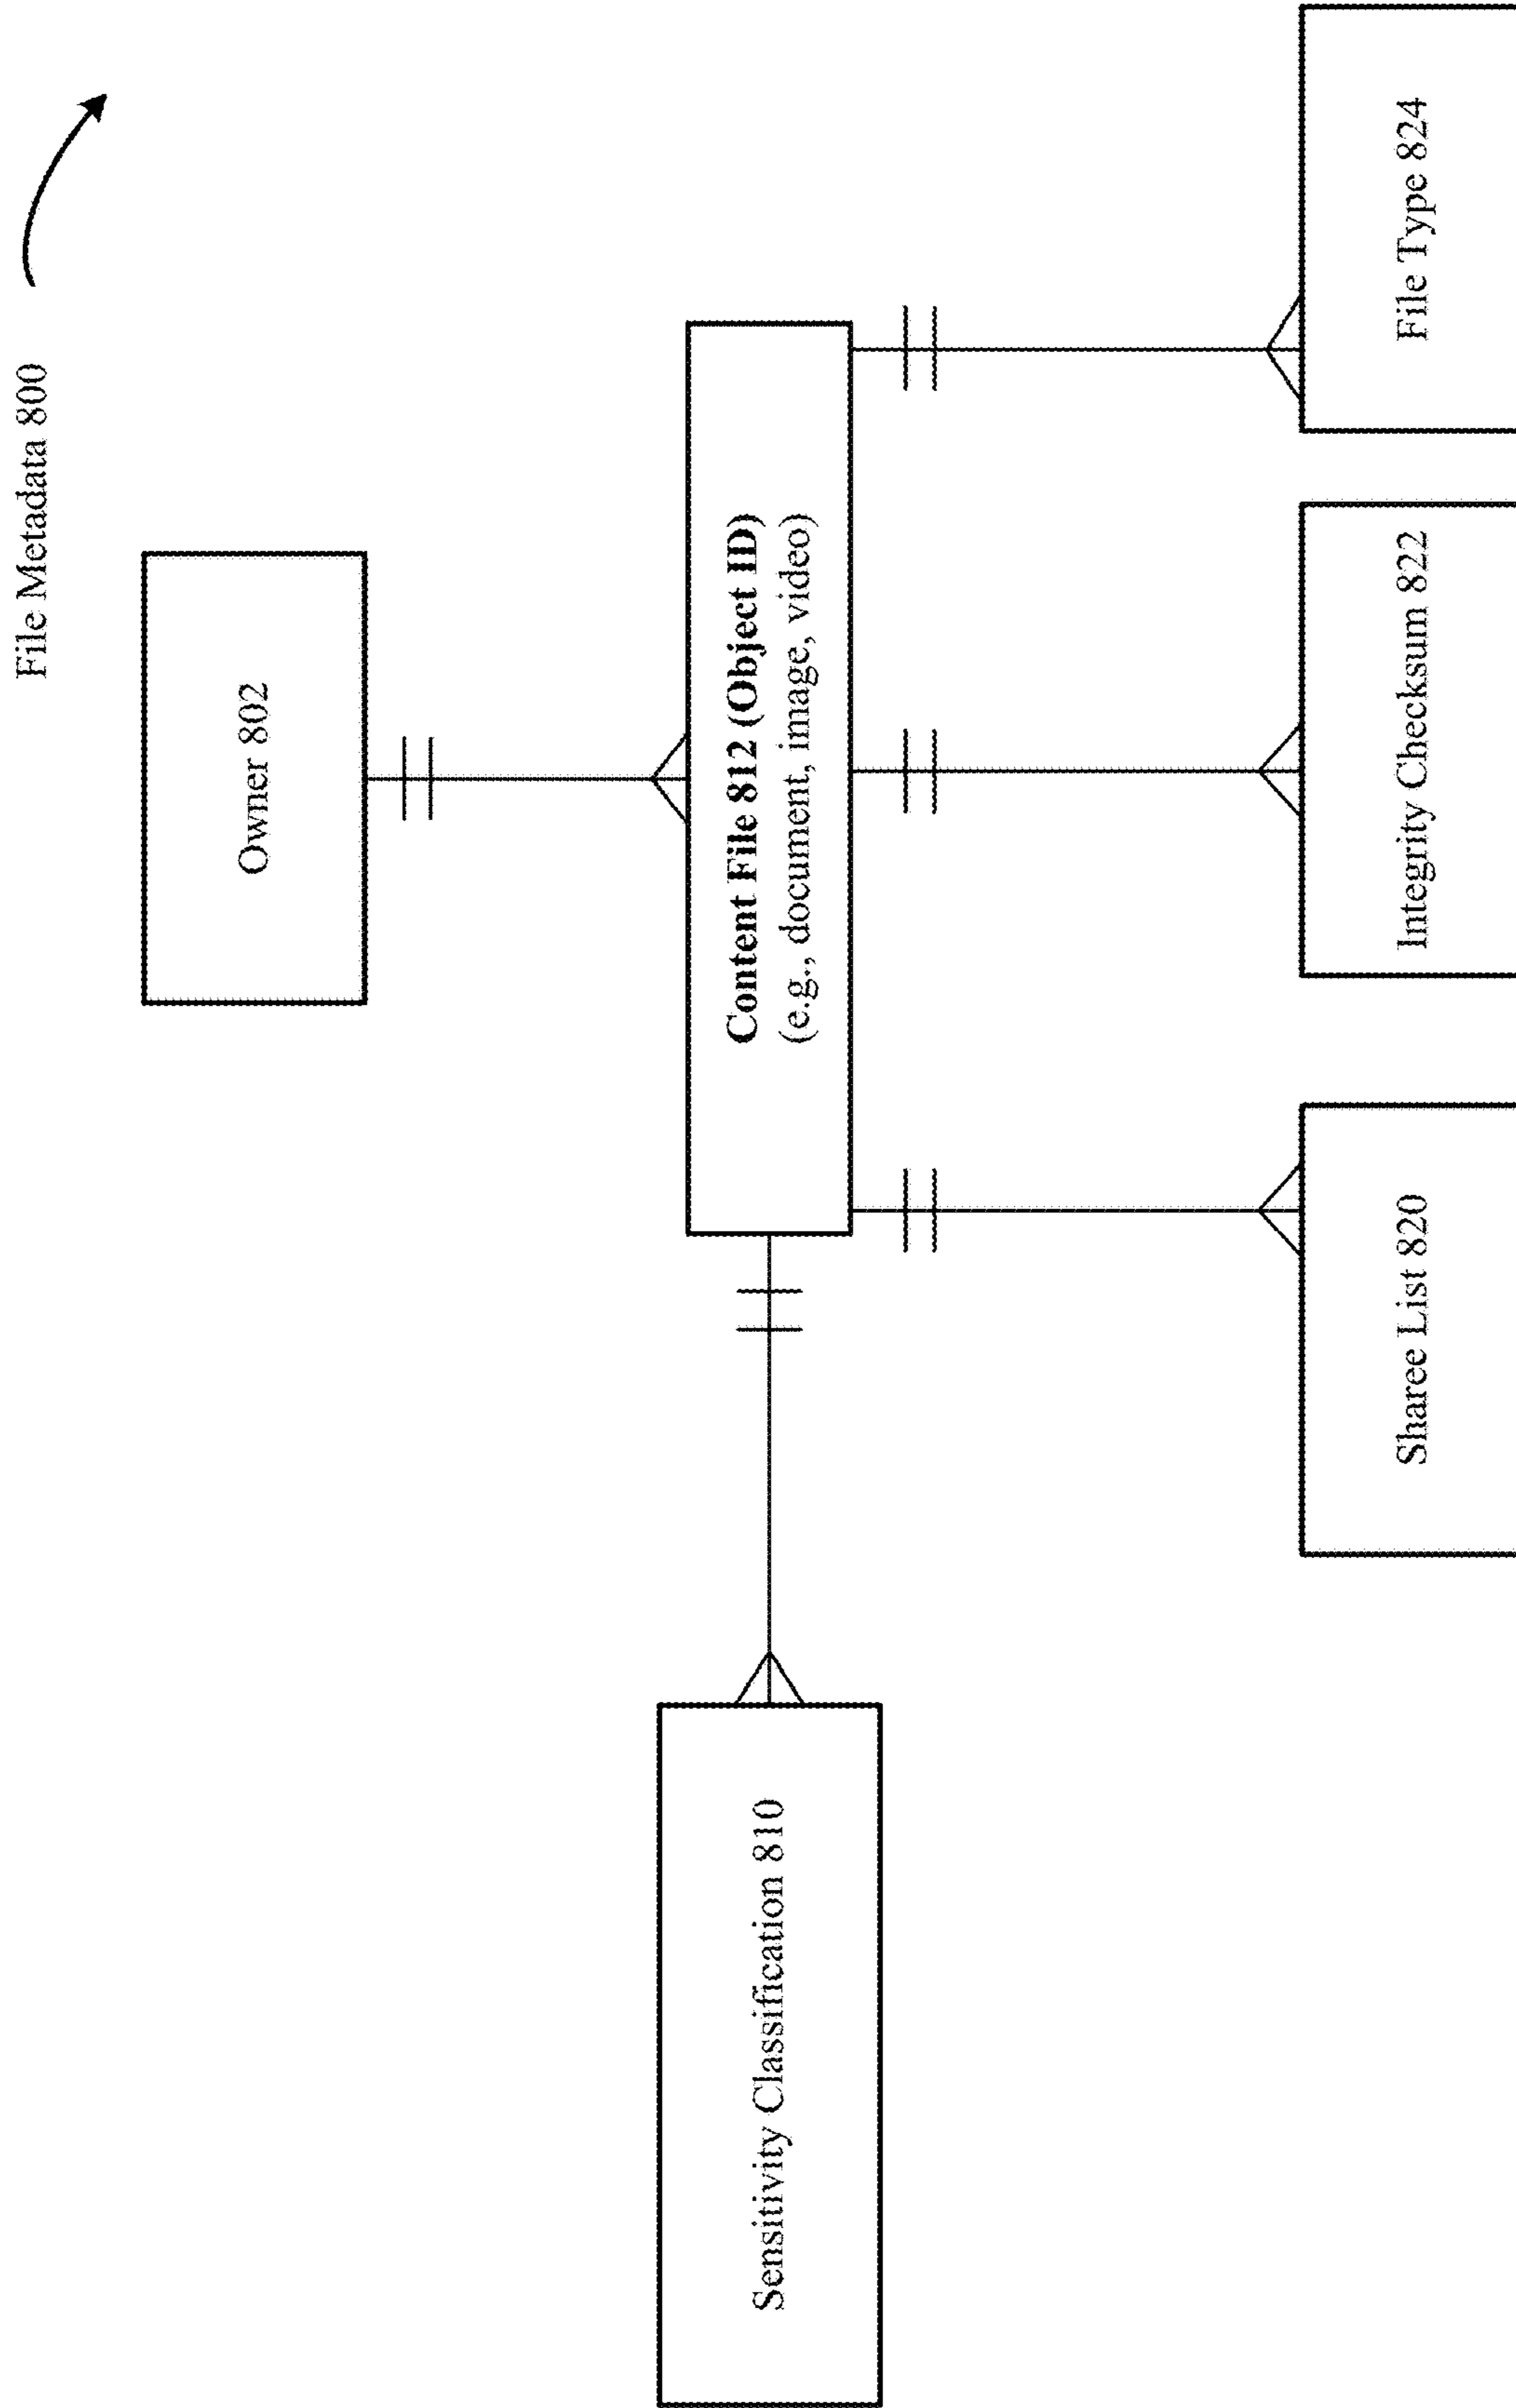 File Metadata 800
Owner 802
Sensitivity Classification 810
Content File 812 (Object ID)
(e.g., document, image, video)
Sharee List 820
Integrity Checksum 822
File Type 824